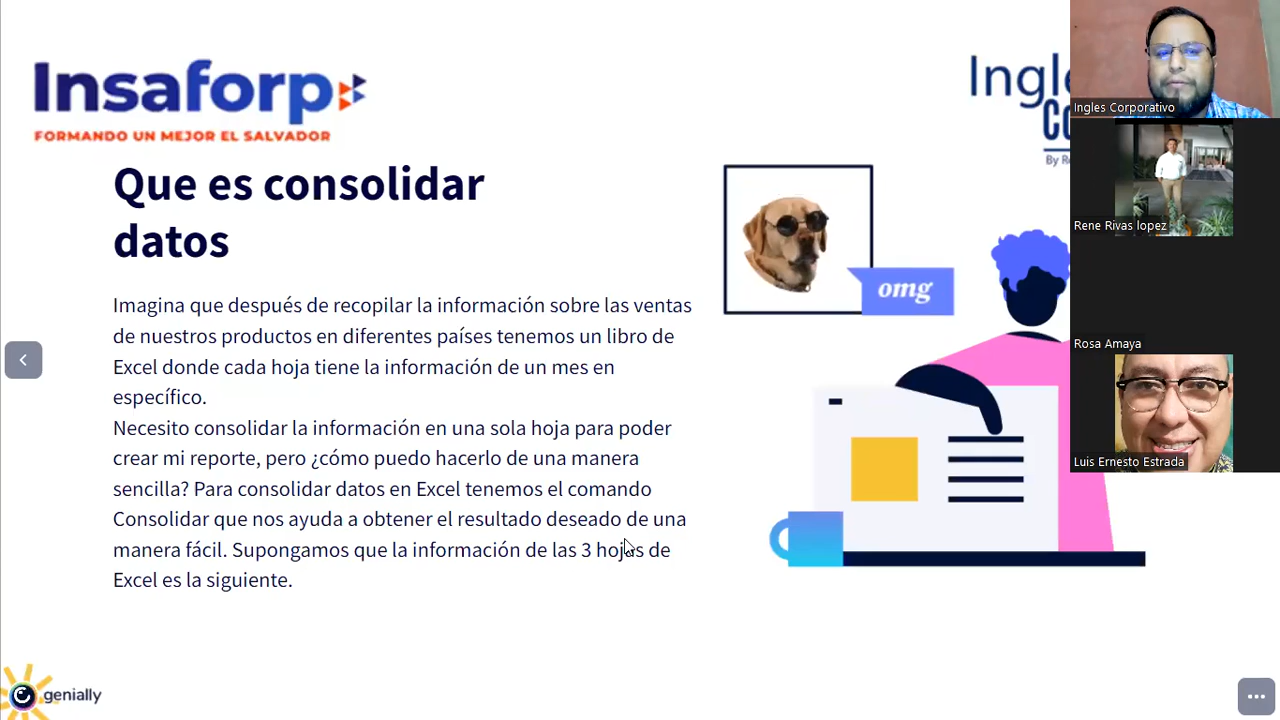 Insaforp
FORMANDO UN MEJOR EL SALVADOR
Ingle
Que es consolidar
datos
omg
Imagina que después de recopilar la información sobre las ventas
de nuestros productos en diferentes países tenemos un libro de
Excel donde cada hoja tiene la información de un mes en
específico.
Necesito consolidar la información en una sola hoja para poder
crear mi reporte, pero ¿cómo puedo hacerlo de una manera
sencilla? Para consolidar datos en Excel tenemos el comando
Consolidar que nos ayuda a obtener el resultado deseado de una
manera fácil. Supongamos que la información de las 3 hojas de
Excel es la siguiente.
genially
Ingles Corporativo
Rene Rivas lopez
Rosa Amaya
Luis Ernesto Estrada